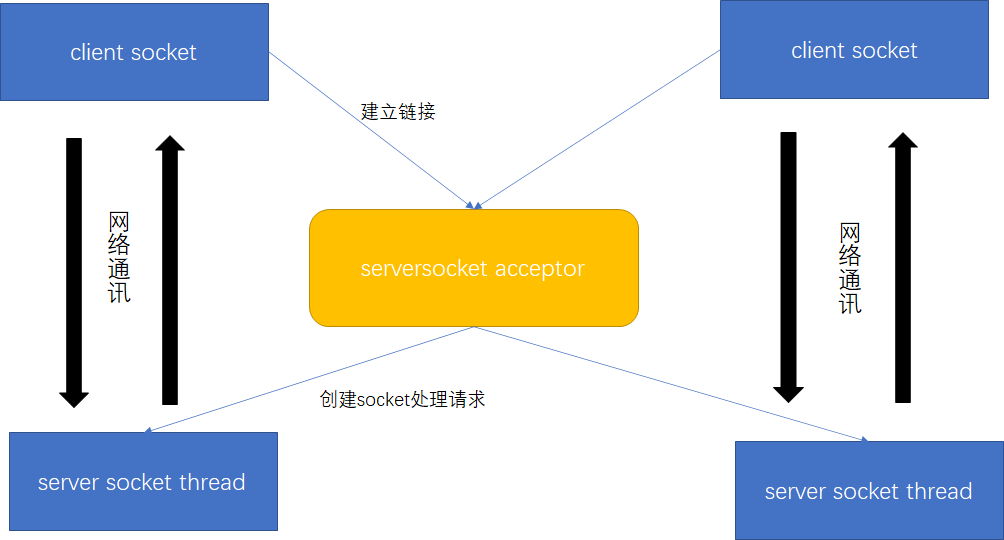 client socket
client socket
建立链接
网络通讯
网络通讯
serversocket acceptor
创建socket处理请求
server socket thread
server socket thread